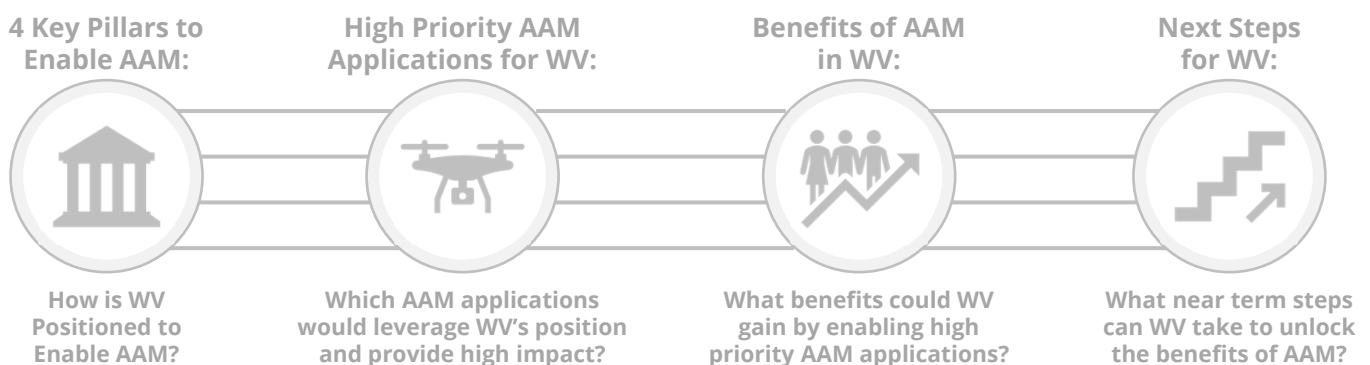 4 Key Pillars to
Enable AAM:
High Priority AAM
Applications for WV:
Benefits of AAM
in WV:
Next Steps
for WV:
How is WV
Positioned to
Enable AAM?
Which AAM applications
would leverage WV's position
and provide high impact?
What benefits could WV
gain by enabling high
priority AAM applications?
What near term steps
can WV take to unlock
the benefits of AAM?